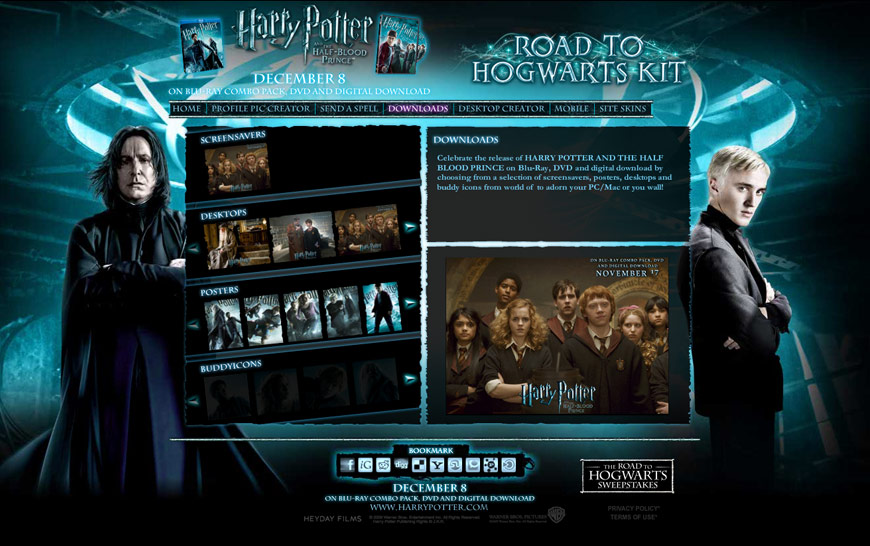 Harry Potter
AND THE
HALF-BLOOD
PRINCE
DECEMBER 8
ON BLU-RAY COMBO PACK, DVD AND DIGITAL DOWNLOAD
ROAD TO
HOGWARTS KIT
HOME | PROFILE PIC CREATOR | SEND A SPELL | DOWNLOADS | DESKTOP CREATOR | MOBILE | SITE SKINS
SCREENSAVERS
DESKTOPS
POSTERS
BUDDYICONS
DOWNLOADS
Celebrate the release of HARRY POTTER AND THE HALF
BLOOD PRINCE on Blu-Ray, DVD and digital download by
choosing from a selection of screensavers, posters, desktops and
buddy icons from world of to adorn your PC/Mac or you wall!
ON BLU-RAY COMBO PACK, DVD
AND DIGITAL DOWNLOAD
NOVEMBER 17
Harry Potter
AND THE
HALF-BLOOD
PRINCE
BOOKMARK
DECEMBER 8
ON BLU-RAY COMBO PACK, DVD AND DIGITAL DOWNLOAD
WWW.HARRYPOTTER.COM
HEYDAY FILMS
THE
ROAD TO
HOGWARTS
SWEEPSTAKES
PRIVACY POLICY*
TERMS OF USE*